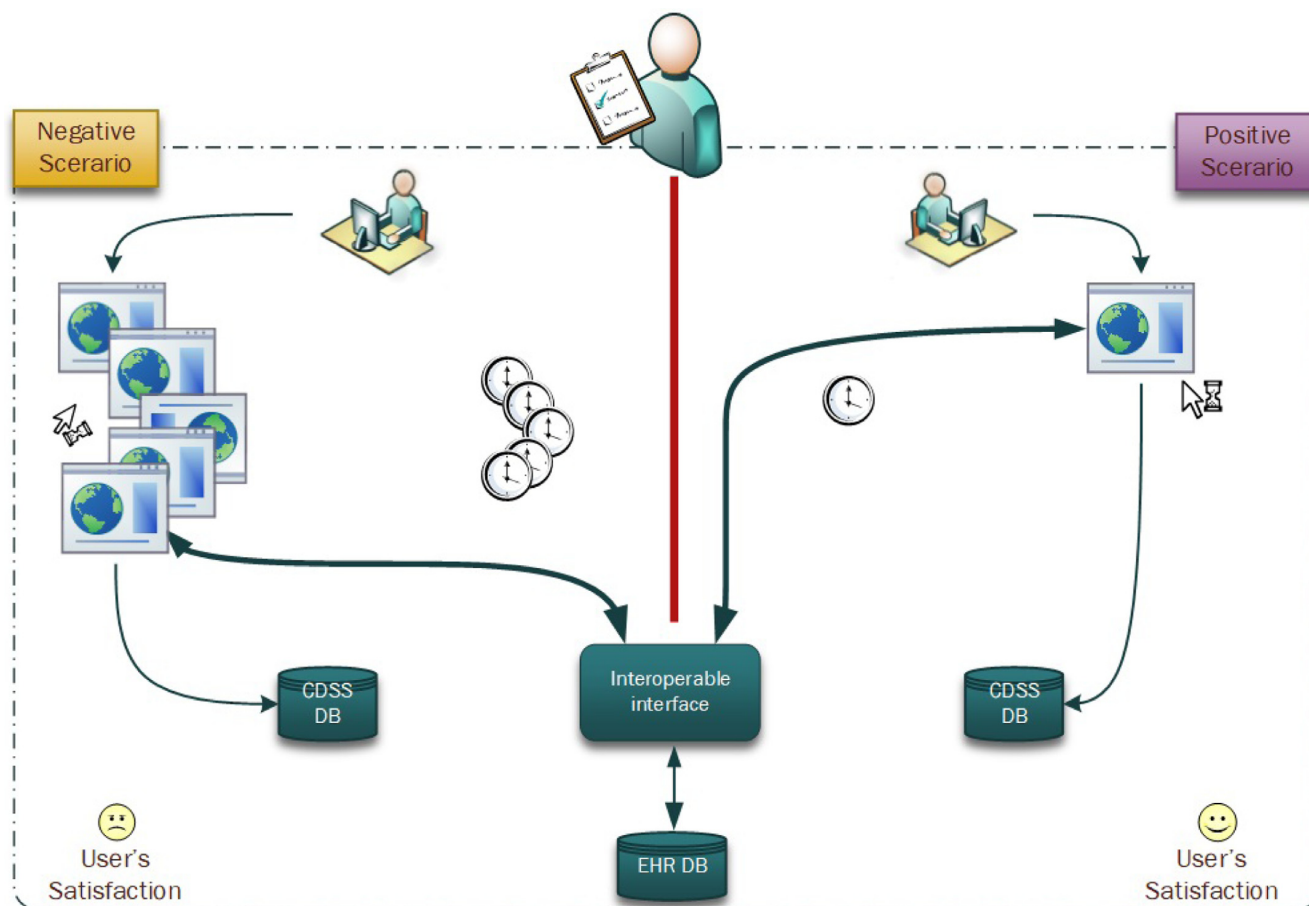 Negative
Scerario
Positive
Scerario
CDSS
DB
Interoperable
interface
CDSS
DB
EHR DB
User's
Satisfaction
User's
Satisfaction